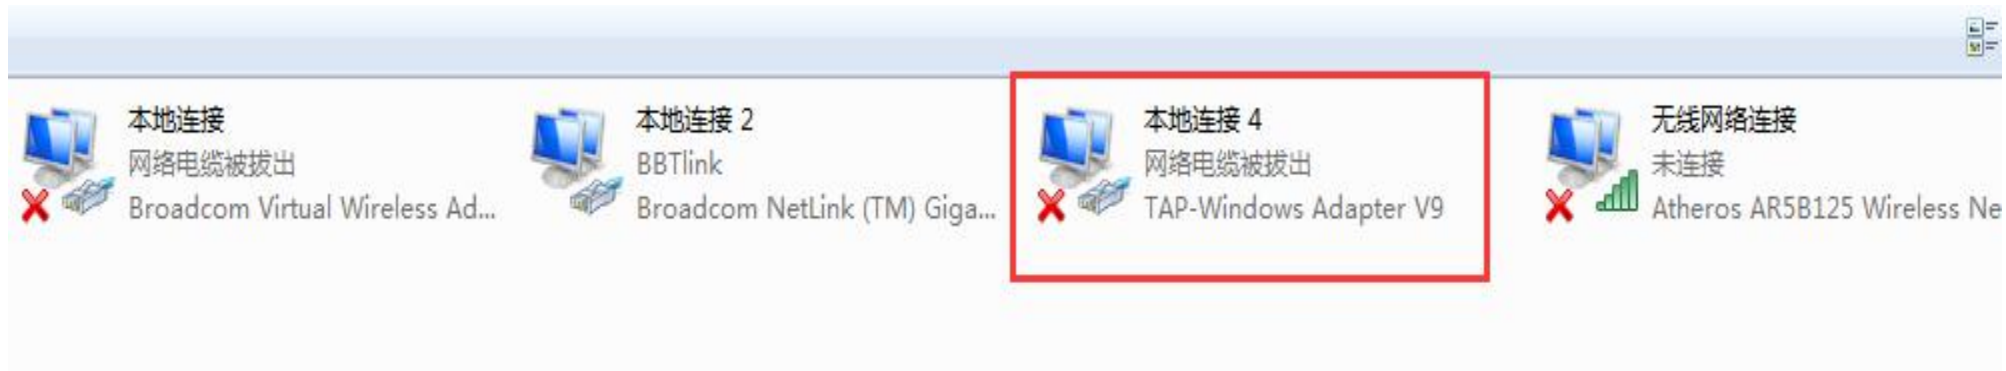 本地连接
网络电缆被拔出
Broadcom Virtual Wireless Ad...
本地连接 2
BBTlink
Broadcom NetLink (TM) Giga...
本地连接 4
网络电缆被拔出
TAP-Windows Adapter V9
无线网络连接
未连接
Atheros AR5B125 Wireless Ne